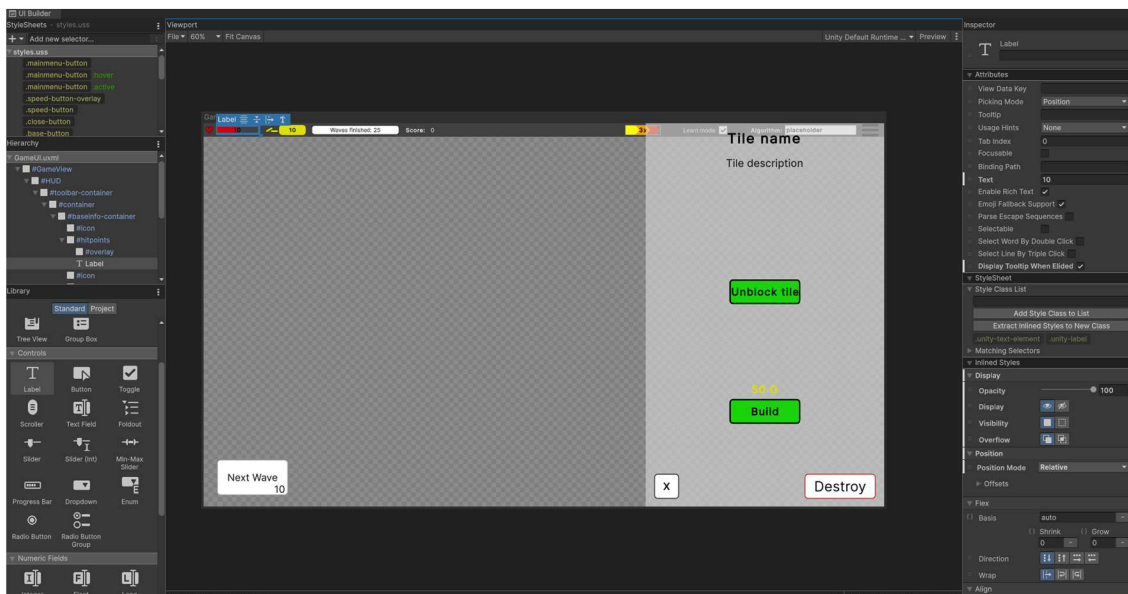 UI Builder
StyleSheets - styles.uss
Add new selector...
styles.uss
.mainmenu-button
.mainmenu-button :hover
.mainmenu-button :active
.speed-button-overlay
.speed-button
.close-button
.base-button
Hierarchy
GameUI.uxml
#GameView
#HUD
#toolbar-container
#container
#baseinfo-container
#icon
#hitpoints
#overlay
Label
#icon
Library
Standard Project
Tree View Group Box
Controls
Label Button Toggle
Scroller Text Field Foldout
Slider Slider (Int) Min-Max Slider
Progress Bar Dropdown Enum
Radio Button Radio Button Group
Numeric Fields
Viewport
File 60% Fit Canvas
Unity Default Runtime ... Preview
Label
10 10 Waves finished: 25 Score: 0 Learn mode Algorithm: placeholder
Tile name
Tile description
Unblock tile
50 G
Build
Next Wave
10
X Destroy
Inspector
Label
Attributes
View Data Key
Picking Mode Position
Tooltip
Usage Hints None
Tab Index 0
Focusable
Binding Path
Text 10
Enable Rich Text
Emoji Fallback Support
Parse Escape Sequences
Selectable
Select Word By Double Click
Select Line By Triple Click
Display Tooltip When Elided
StyleSheet
Style Class List
Add Style Class to List
Extract Inlined Styles to New Class
.unity-text-element .unity-label
Matching Selectors
Inlined Styles
Display
Opacity 100
Display
Visibility
Overflow
Position
Position Mode Relative
Offsets
Flex
Basis auto
Shrink Grow
0 - 0 -
Direction
Wrap
Align